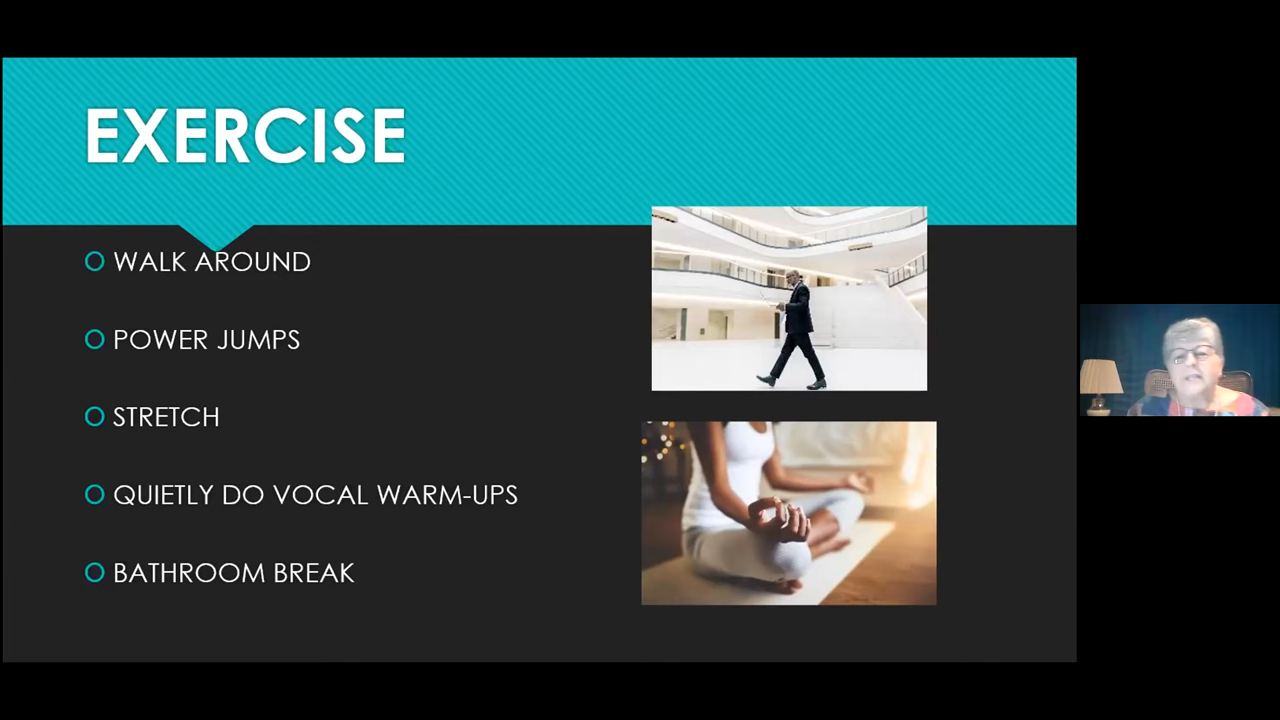 EXERCISE
WALK AROUND
POWER JUMPS
STRETCH
QUIETLY DO VOCAL WARM-UPS
BATHROOM BREAK